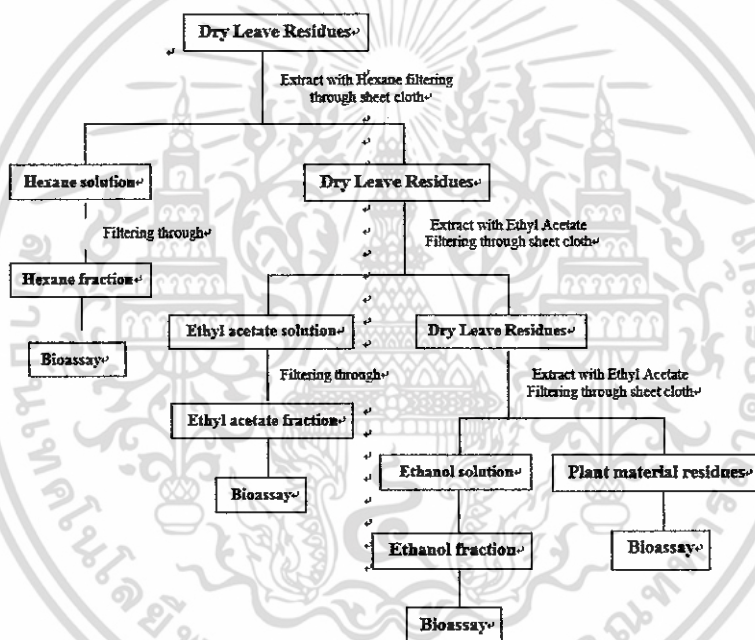 Dry Leave Residues
Extract with Hexane filtering
through sheet cloth
Hexane solution
Dry Leave Residues
Filtering through
Extract with Ethyl Acetate
Filtering through sheet cloth
Hexane fraction
Ethyl acetate solution
Dry Leave Residues
Bioassay
Filtering through
Extract with Ethyl Acetate
Filtering through sheet cloth
Ethyl acetate fraction
Ethanol solution
Plant material residues
Bioassay
Ethanol fraction
Bioassay
Bioassay